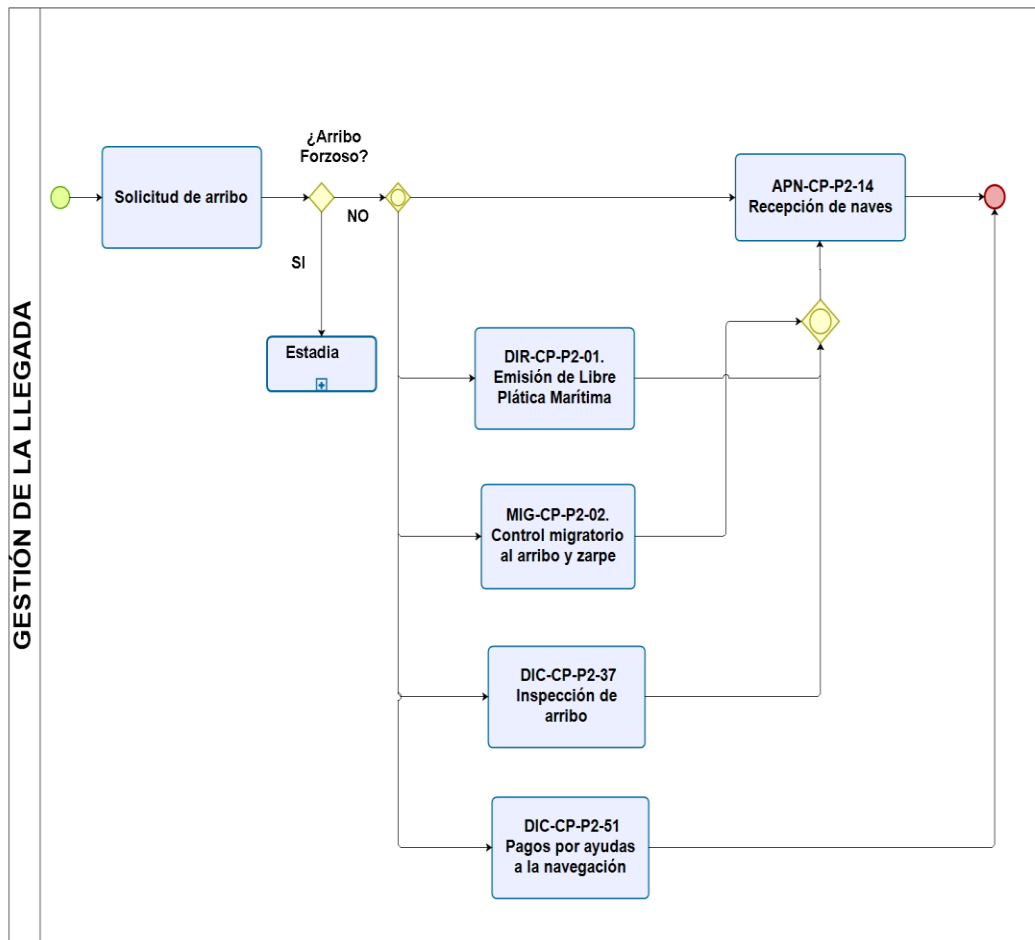 GESTIÓN DE LA LLEGADA
Solicitud de arribo
¿Arribo
Forzoso?
NO
SI
Estadia
APN-CP-P2-14
Recepción de naves
DIR-CP-P2-01.
Emisión de Libre
Plática Marítima
MIG-CP-P2-02.
Control migratorio
al arribo y zarpe
DIC-CP-P2-37
Inspección de
arribo
DIC-CP-P2-51
Pagos por ayudas
a la navegación